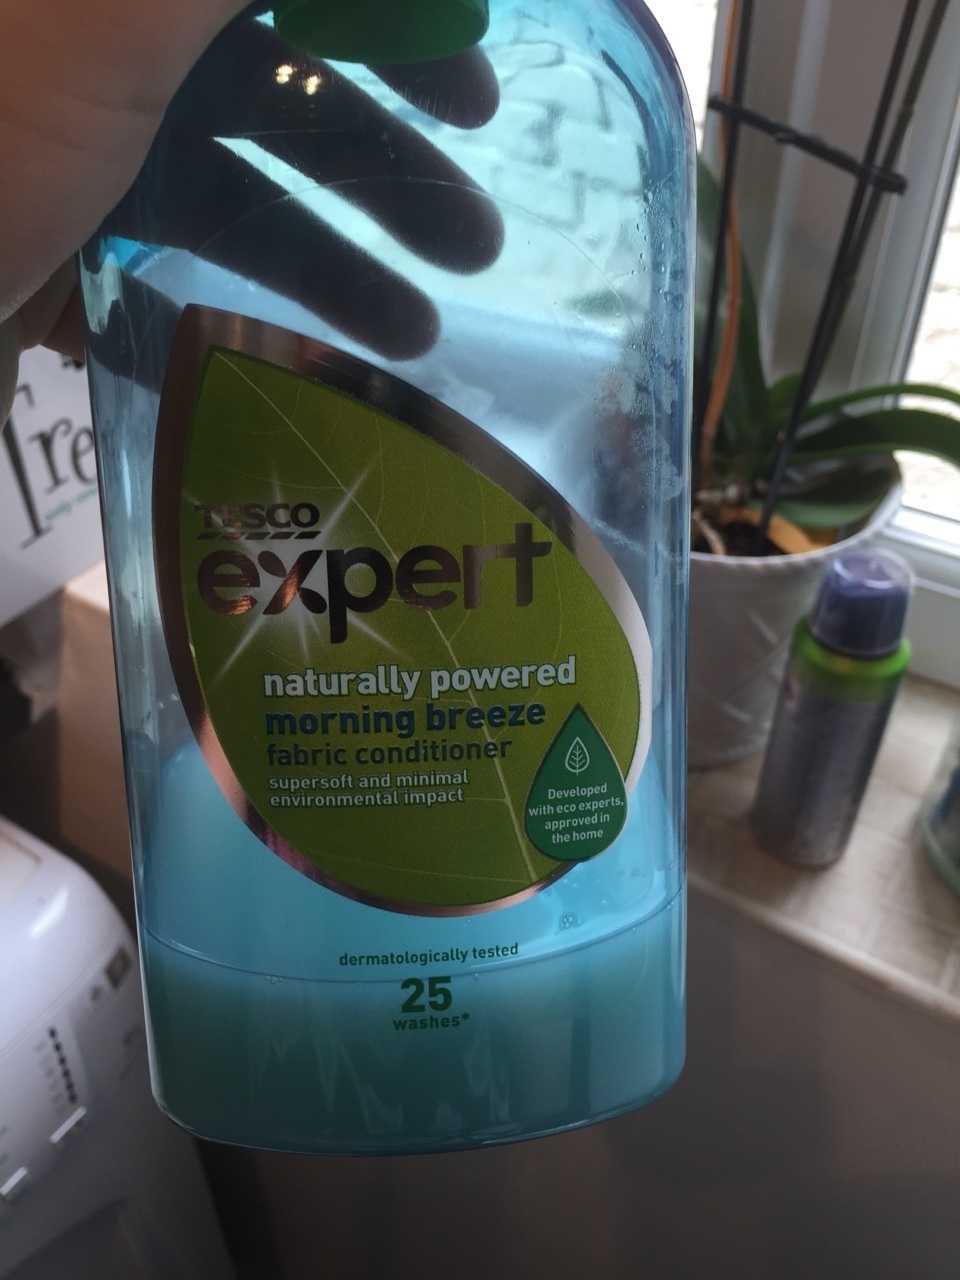 TESCO
expert
naturally powered
morning breeze
fabric conditioner
supersoft and minimal
environmental impact
Developed
with eco experts,
approved in
the home
dermatologically tested
25
washes*